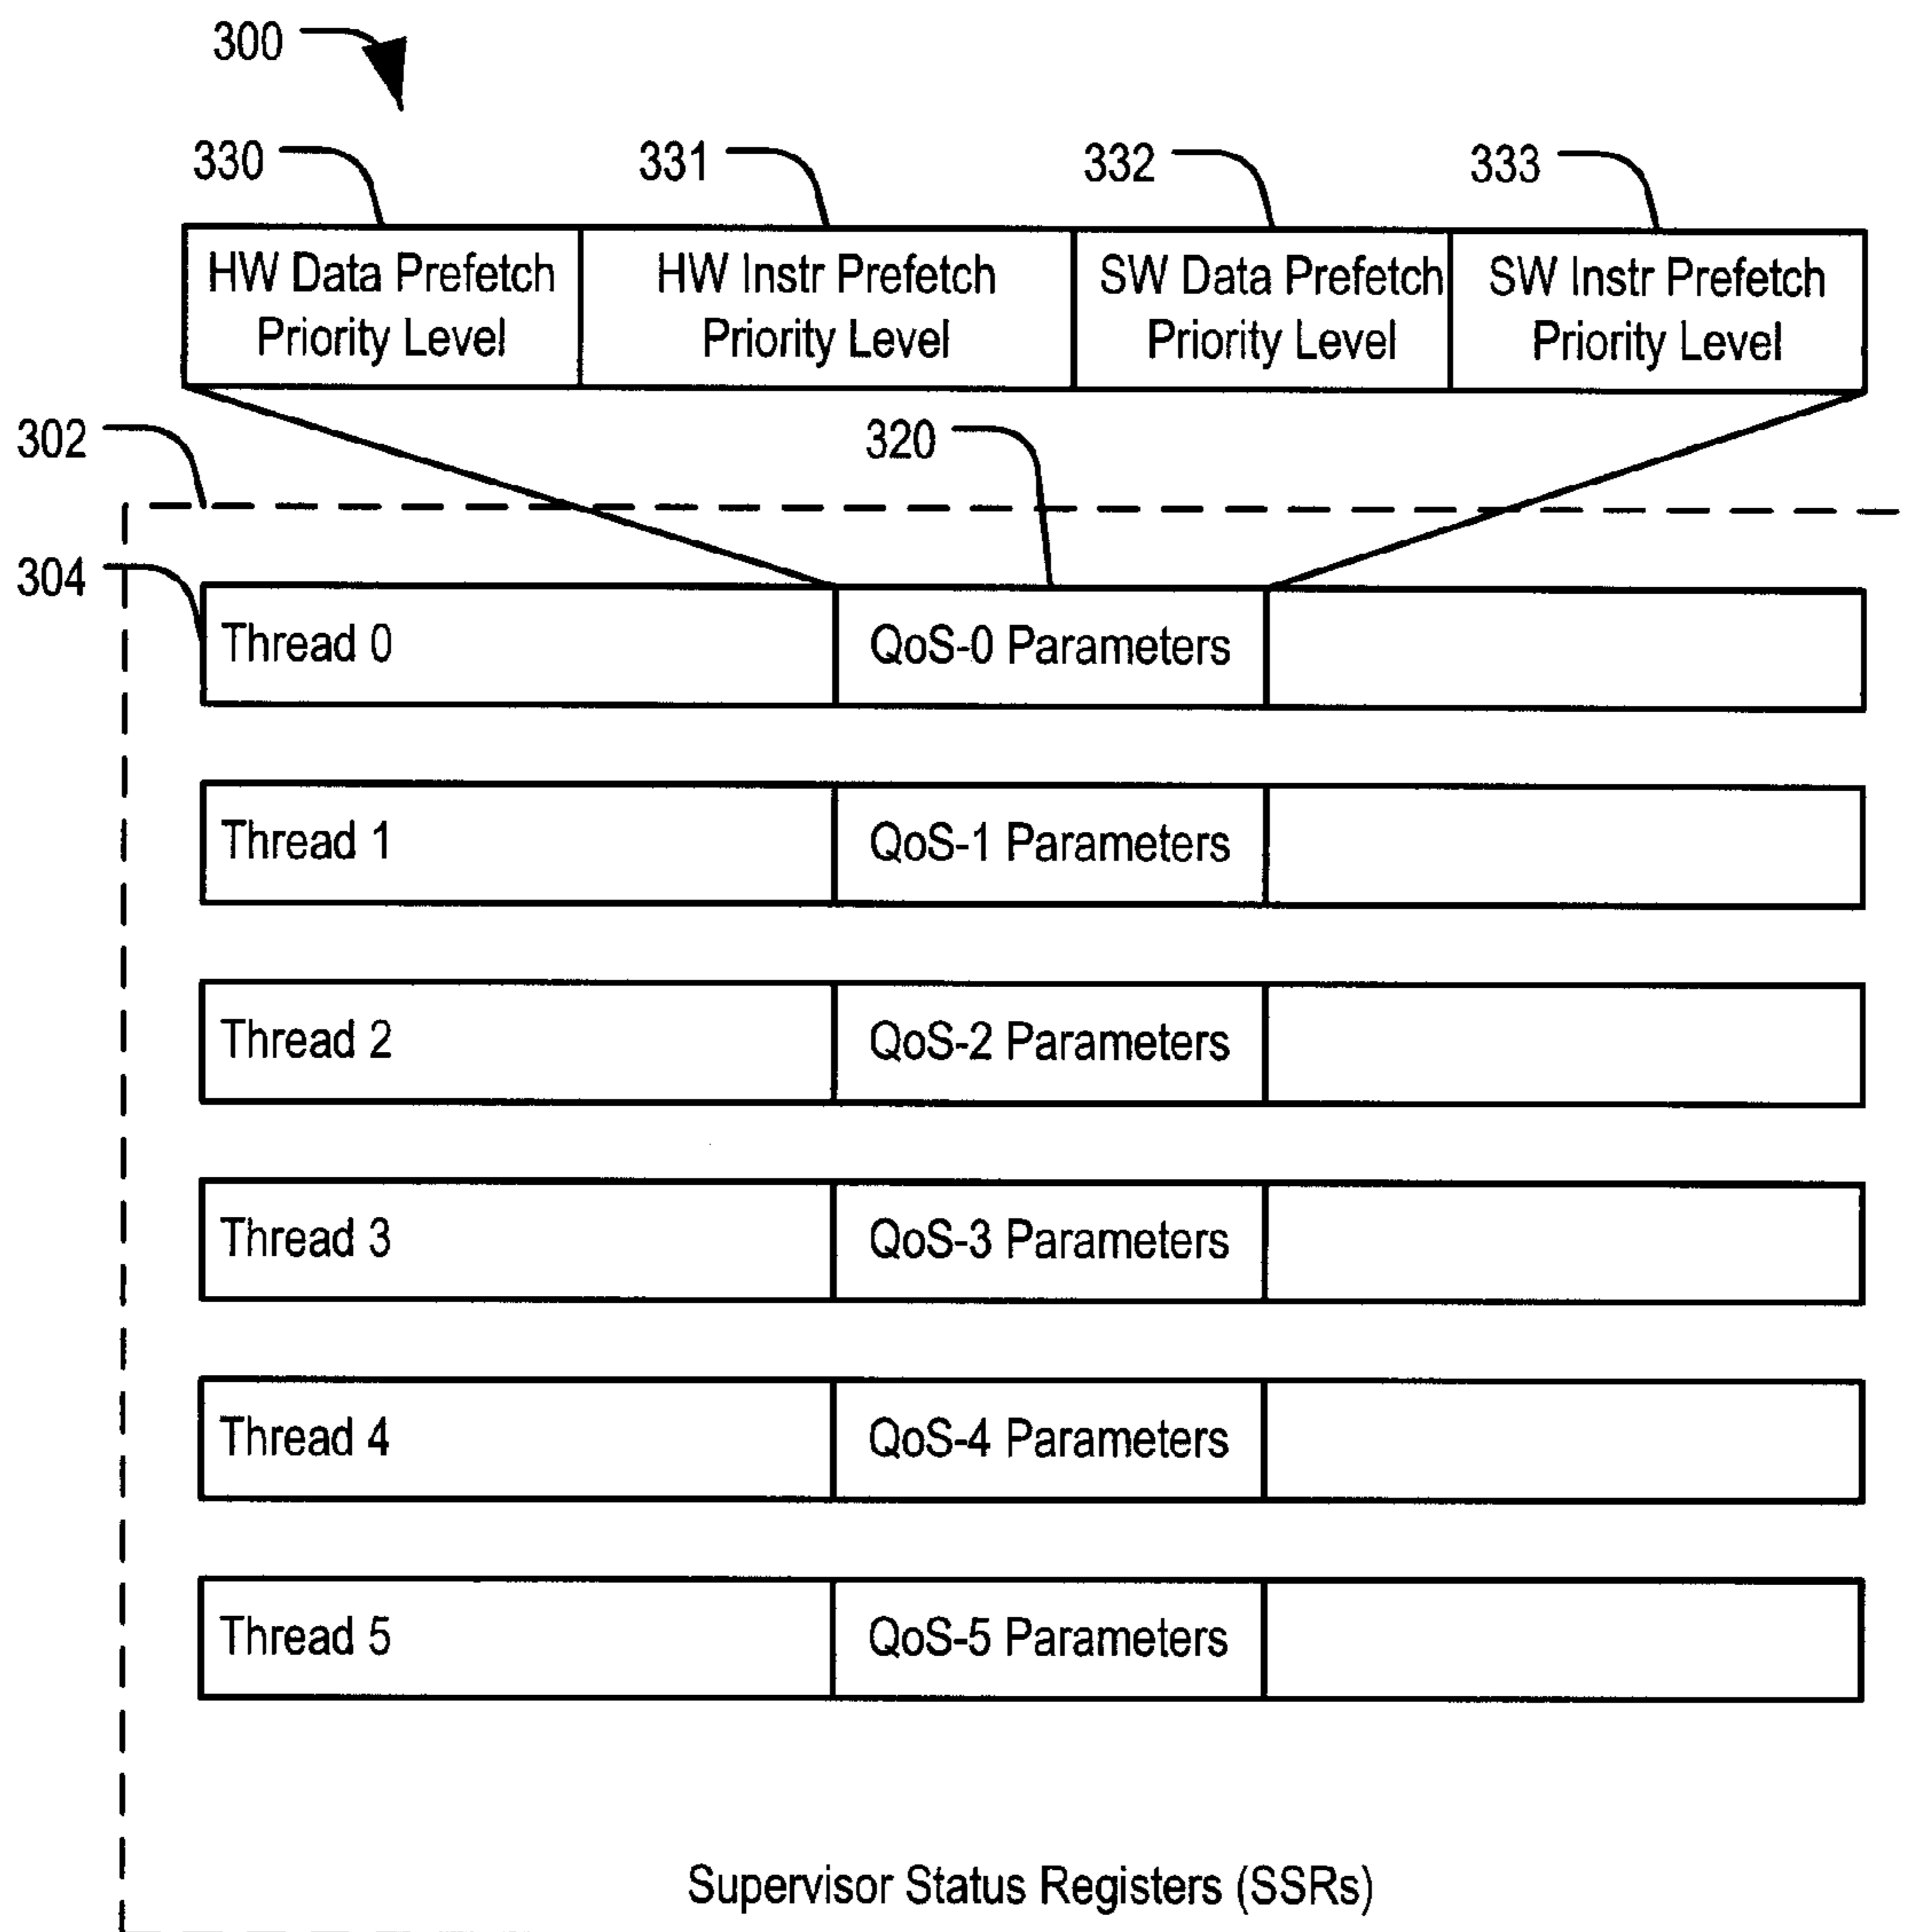 300
330
331
332
333
HW Data Prefetch
Priority Level
HW Instr Prefetch
Priority Level
SW Data Prefetch
Priority Level
SW Instr Prefetch
Priority Level
302
320
304
Thread 0
QoS-0 Parameters
Thread 1
QoS-1 Parameters
Thread 2
QoS-2 Parameters
Thread 3
QoS-3 Parameters
Thread 4
QoS-4 Parameters
Thread 5
QoS-5 Parameters
Supervisor Status Registers (SSRs)